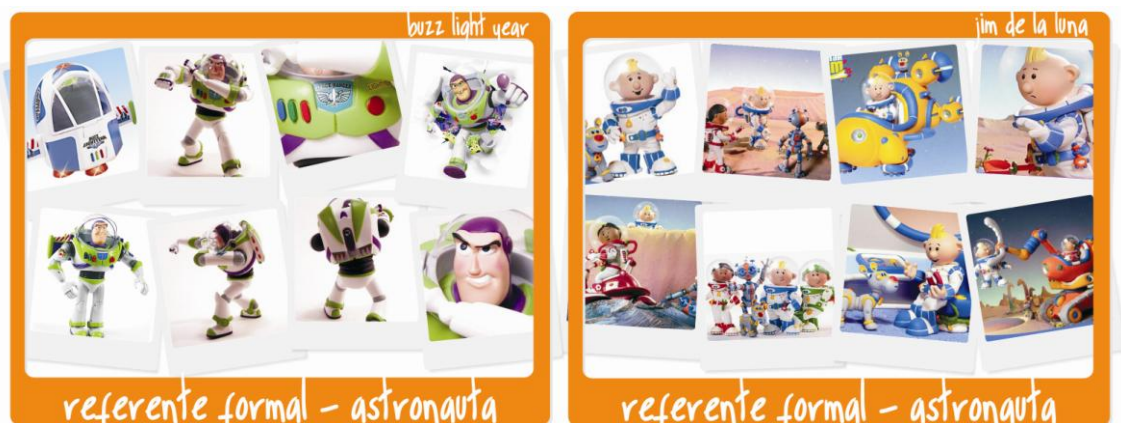 buzz light year
referente formal – astronauta
jim de la luna
referente formal – astronauta